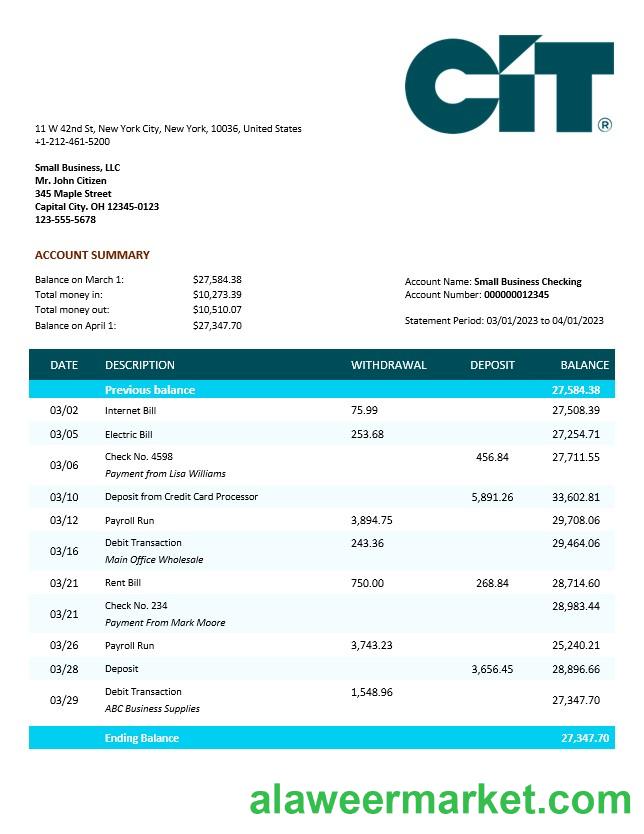 CiT®
11 W 42nd St, New York City, New York, 10036, United States
+1-212-461-5200
Small Business, LLC
Mr. John Citizen
345 Maple Street
Capital City. OH 12345-0123
123-555-5678
ACCOUNT SUMMARY
Balance on March 1: $27,584.38
Total money in: $10,273.39
Total money out: $10,510.07
Balance on April 1: $27,347.70
Account Name: Small Business Checking
Account Number: 000000012345
Statement Period: 03/01/2023 to 04/01/2023
DATE DESCRIPTION WITHDRAWAL DEPOSIT BALANCE
Previous balance 27,584.38
03/02 Internet Bill 75.99 27,508.39
03/05 Electric Bill 253.68 27,254.71
03/06 Check No. 4598 456.84 27,711.55
Payment from Lisa Williams
03/10 Deposit from Credit Card Processor 5,891.26 33,602.81
03/12 Payroll Run 3,894.75 29,708.06
03/16 Debit Transaction 243.36 29,464.06
Main Office Wholesale
03/21 Rent Bill 750.00 268.84 28,714.60
03/21 Check No. 234 28,983.44
Payment From Mark Moore
03/26 Payroll Run 3,743.23 25,240.21
03/28 Deposit 3,656.45 28,896.66
03/29 Debit Transaction 1,548.96 27,347.70
ABC Business Supplies
Ending Balance 27,347.70
alaweermarket.com